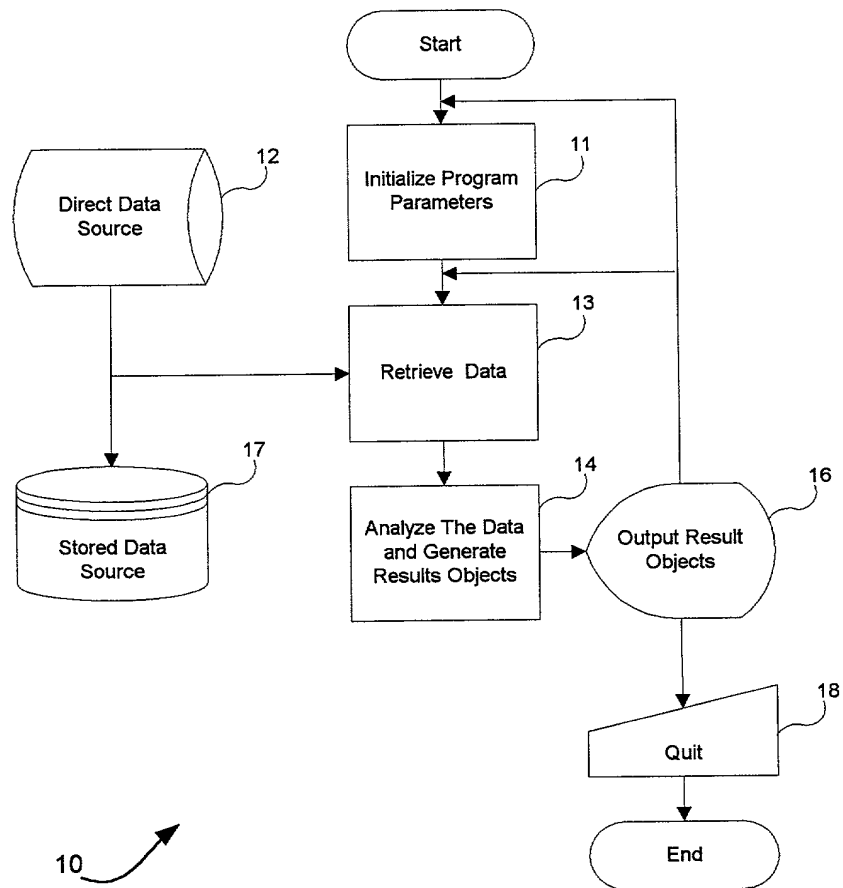 Start
11
Initialize Program
Parameters
12
Direct Data
Source
13
Retrieve Data
17
Stored Data
Source
14
Analyze The Data
and Generate
Results Objects
16
Output Result
Objects
18
Quit
End
10